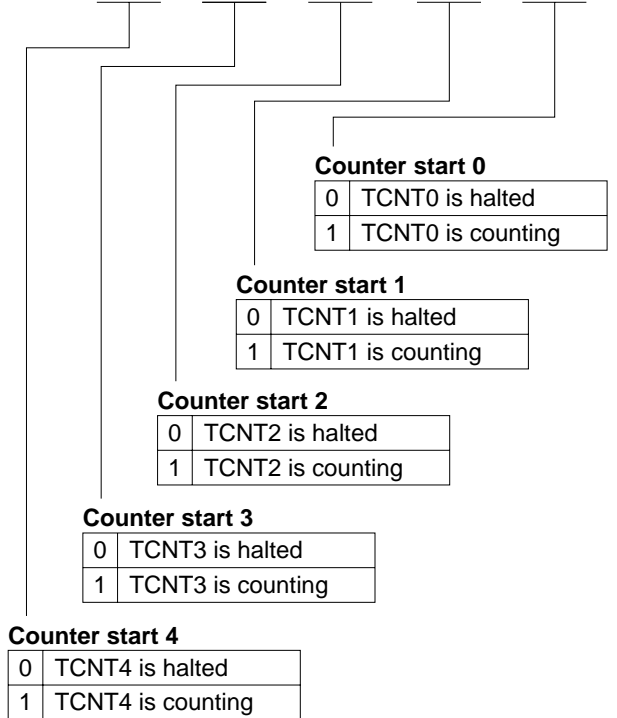 Counter start 0
0 TCNT0 is halted
1 TCNT0 is counting
Counter start 1
0 TCNT1 is halted
1 TCNT1 is counting
Counter start 2
0 TCNT2 is halted
1 TCNT2 is counting
Counter start 3
0 TCNT3 is halted
1 TCNT3 is counting
Counter start 4
0 TCNT4 is halted
1 TCNT4 is counting